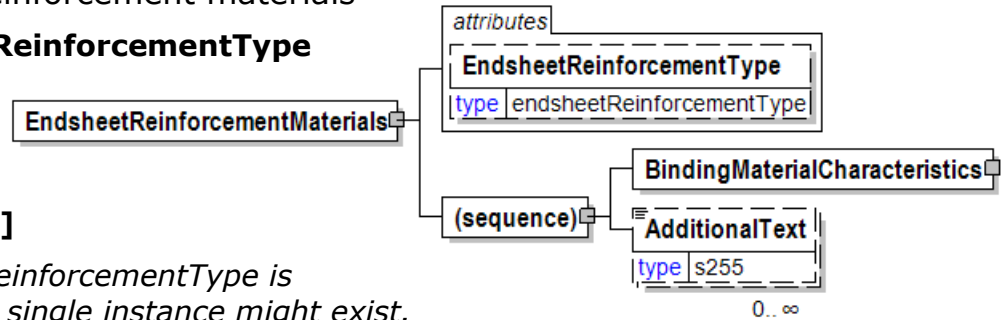 einforcement materials
ReinforcementType
]
einforcementType is
single instance might exist.
EndsheetReinforcementMaterials
attributes
EndsheetReinforcementType
type endsheetReinforcementType
(sequence)
BindingMaterialCharacteristics
AdditionalText
type s255
0.. ∞